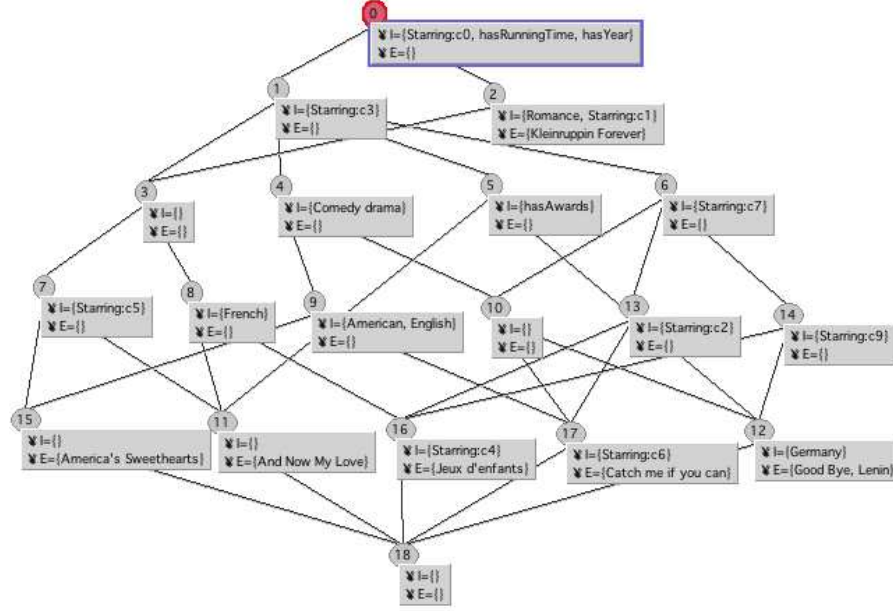 0
I={Starring:c0, hasRunningTime, hasYear}
E={}
1
I={Starring:c3}
E={}
2
I={Romance, Starring:c1}
E={Kleinruppin Forever}
3
I={}
E={}
4
I={Comedy drama}
E={}
5
I={hasAwards}
E={}
6
I={Starring:c7}
E={}
7
I={Starring:c5}
E={}
8
I={French}
E={}
9
I={American, English}
E={}
10
I={}
E={}
13
I={Starring:c2}
E={}
14
I={Starring:c9}
E={}
15
I={}
E={America's Sweethearts}
11
I={}
E={And Now My Love}
16
I={Starring:c4}
E={Jeux d'enfants}
17
I={Starring:c6}
E={Catch me if you can}
12
I={Germany}
E={Good Bye, Lenin}
18
I={}
E={}